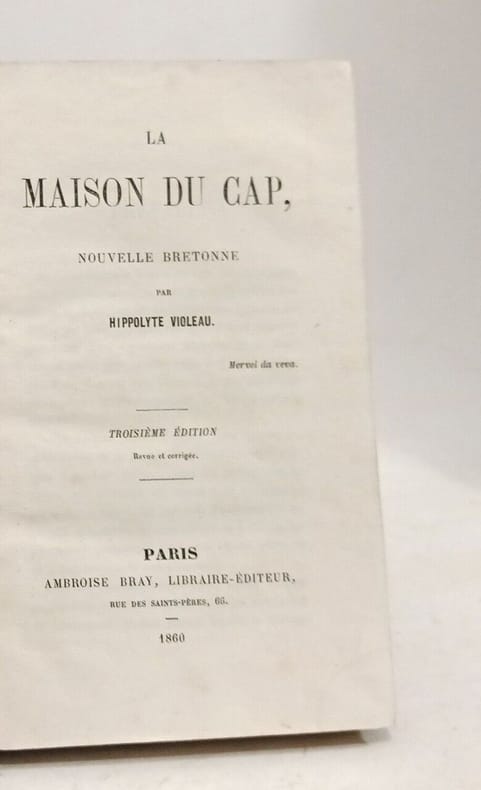 LA
MAISON DU CAP,
NOUVELLE BRETONNE
PAR
HIPPOLYTE VIOLEAU.
Mervel da veva.
TROISIÈME ÉDITION
Revue et corrigée.
PARIS
AMBROISE BRAY, LIBRAIRE-ÉDITEUR,
RUE DES SAINTS-PÈRES, 66.
1860